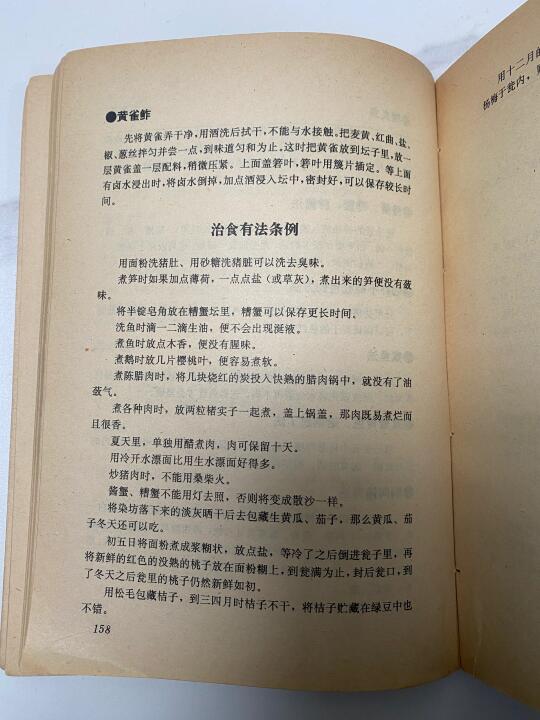 ●黄雀鲊
先将黄雀弄干净，用酒洗后拭干，不能与水接触。把麦黄、红曲、盐、
椒、葱丝拌匀并尝一点，到味道匀和为止。这时把黄雀放到坛子里，放一
层黄雀盖一层配料，稍微压紧。上面盖箬叶，箬叶用篾片插定。等上面
有卤水浸出时，将卤水倒掉，加点酒浸入坛中，密封好，可以保存较长时
间。
治食有法条例
用面粉洗猪肚、用砂糖洗猪脏可以洗去臭味。
煮笋时如果加点薄荷，一点点盐（或草灰），煮出来的笋便没有蔹
味。
将半锭皂角放在糟蟹坛里，糟蟹可以保存更长时间。
洗鱼时滴一二滴生油，便不会出现涎液。
煮鱼时放点木香，便没有腥味。
煮鹅时放几片樱桃叶，便容易煮软。
煮陈腊肉时，将几块烧红的炭投入快熟的腊肉锅中，就没有了油
蔹气。
煮各种肉时，放两粒楮实子一起煮，盖上锅盖，那肉既易煮烂而
且很香。
夏天里，单独用醋煮肉，肉可保留十天。
用冷开水漂面比用生水漂面好得多。
炒猪肉时，不能用桑柴火。
酱蟹、糟蟹不能用灯去照，否则将变成散沙一样。
将染坊落下来的淡灰晒干后去包藏生黄瓜、茄子，那么黄瓜、茄
子冬天还可以吃。
初五日将面粉煮成浆糊状，放点盐，等冷了之后倒进瓮子里，再
将新鲜的红色的没熟的桃子放在面粉糊上，到瓮满为止，封后瓮口，到
了冬天之后瓮里的桃子仍然新鲜如初。
用松毛包藏桔子，到三四月时桔子不干，将桔子贮藏在绿豆中也
不错。
158
用十二月的
杨梅于瓮内，